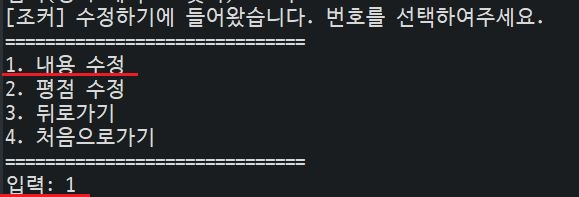 [조커] 수정하기에 들어왔습니다. 번호를 선택하여주세요.
==============================
1. 내용 수정
2. 평점 수정
3. 뒤로가기
4. 처음으로가기
==============================
입력: 1